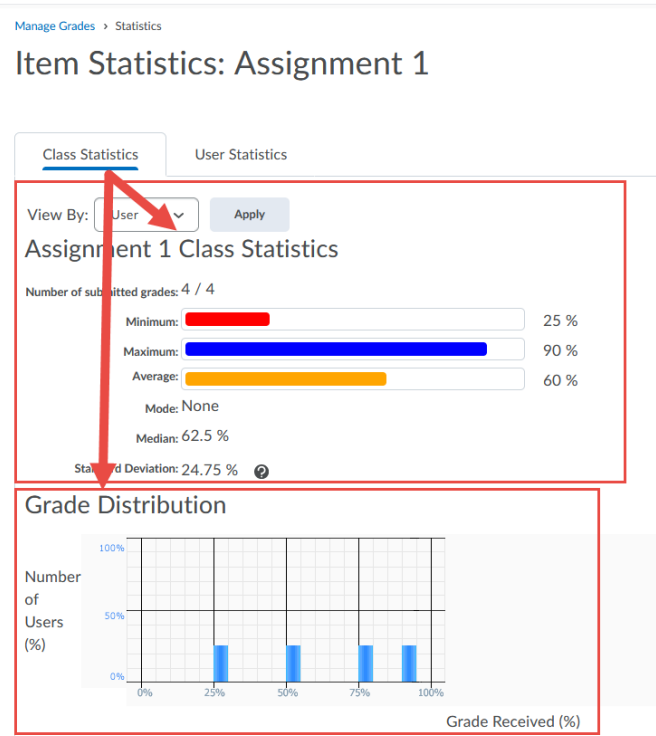 Manage Grades › Statistics
Item Statistics: Assignment 1
Class Statistics User Statistics
View By: User Apply
Assignment 1 Class Statistics
Number of submitted grades: 4 / 4
Minimum: 25 %
Maximum: 90 %
Average: 60 %
Mode: None
Median: 62.5 %
Standard Deviation: 24.75 % ?
Grade Distribution
Number
of
Users
(%)
100%
50%
0%
0% 25% 50% 75% 100%
Grade Received (%)